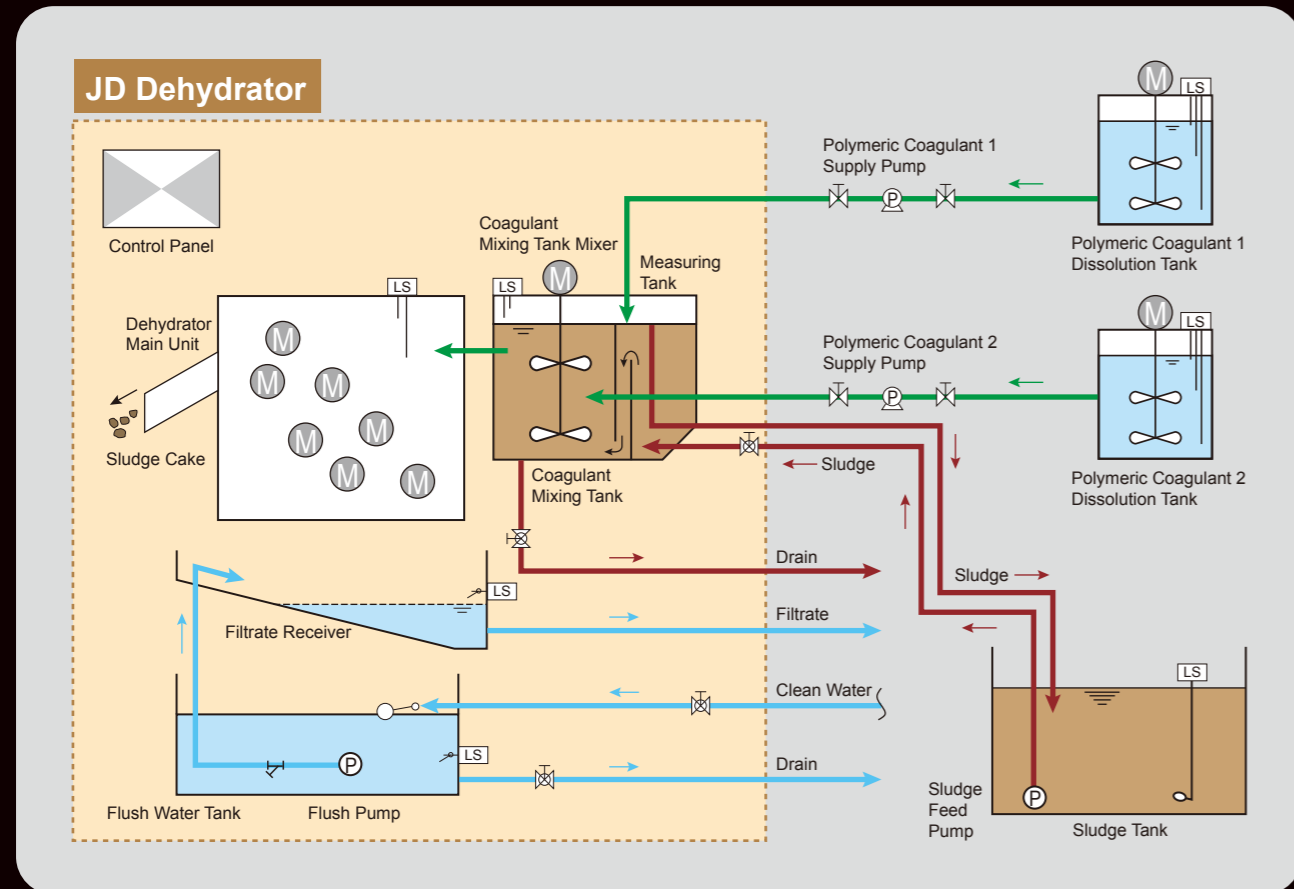 JD Dehydrator
M
LS
Polymeric Coagulant 1
Supply Pump
P
Polymeric Coagulant 1
Dissolution Tank
Control Panel
Coagulant
Mixing Tank Mixer
M
LS
LS
Measuring
Tank
Dehydrator
Main Unit
M
M
M
M
M
M
M
Sludge Cake
Coagulant
Mixing Tank
M
LS
Polymeric Coagulant 2
Supply Pump
P
Polymeric Coagulant 2
Dissolution Tank
Sludge
Drain
Sludge
LS
Filtrate
Filtrate Receiver
Clean Water
LS
P
Drain
Flush Water Tank
Flush Pump
LS
Sludge
Feed
Pump
P
Sludge Tank